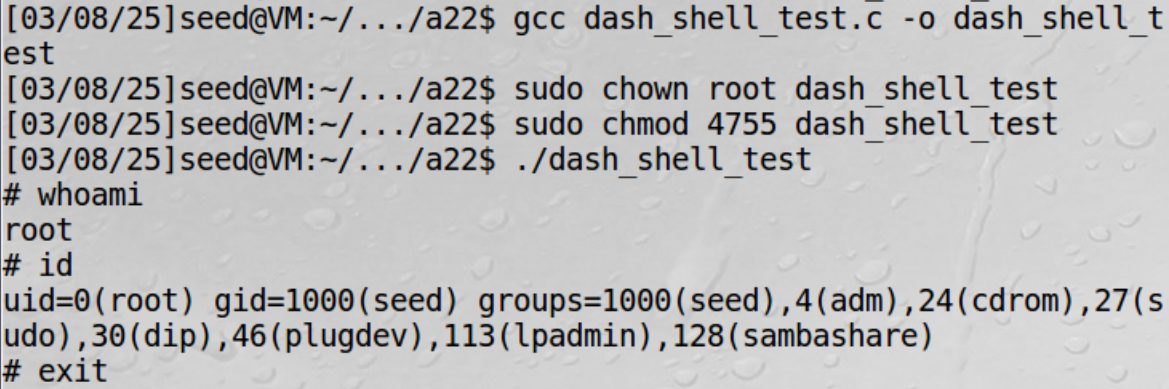 [03/08/25]seed@VM:~/.../a22$ gcc dash_shell_test.c -o dash_shell_t
est
[03/08/25]seed@VM:~/.../a22$ sudo chown root dash_shell_test
[03/08/25]seed@VM:~/.../a22$ sudo chmod 4755 dash_shell_test
[03/08/25]seed@VM:~/.../a22$ ./dash_shell_test
# whoami
root
# id
uid=0(root) gid=1000(seed) groups=1000(seed),4(adm),24(cdrom),27(s
udo),30(dip),46(plugdev),113(lpadmin),128(sambashare)
# exit